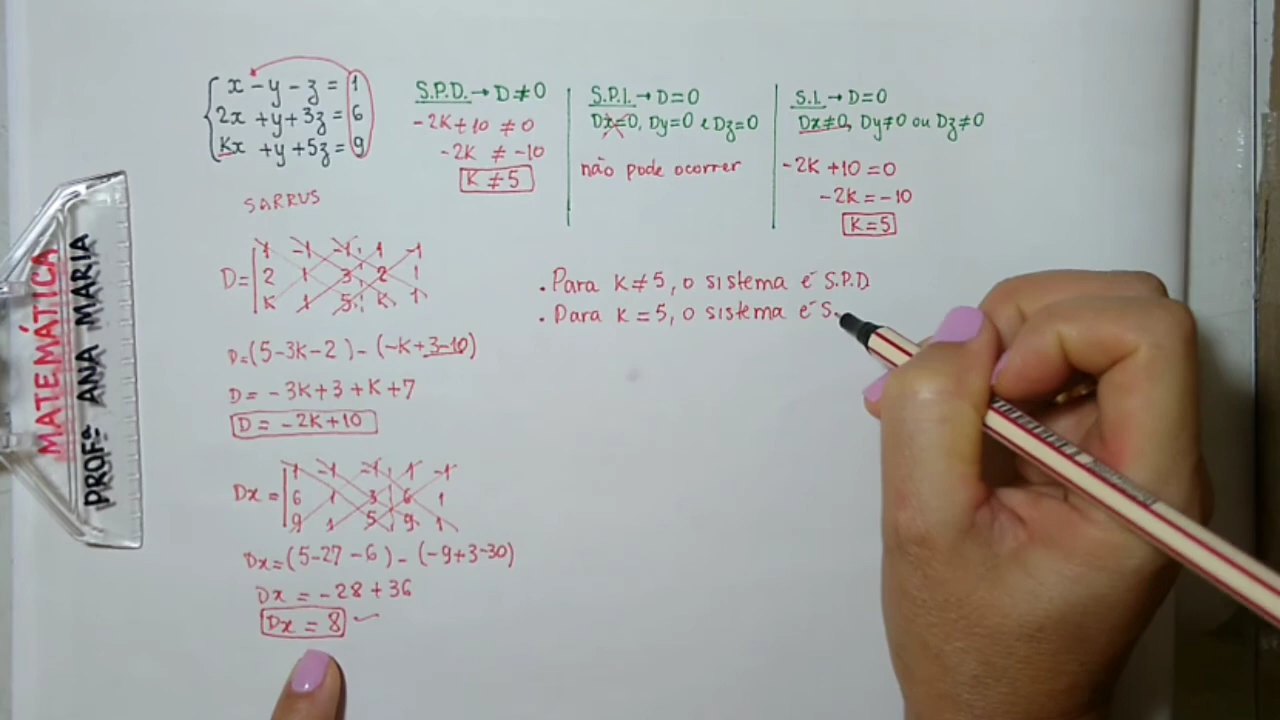 x - y - z = 1
2x + y + 3z = 6
Kx + y + 5z = 9
SARRUS
D= 1 -1 -1 1 -1
2 1 3 2 1
K 1 5 K 1
D=(5-3K-2)-(-K+3-10)
D= -3K+3+K+7
D= -2K+10
Dx = 1 -1 -1 1 -1
6 1 3 6 1
9 1 5 9 1
Dx=(5-27-6)-(-9+3-30)
Dx = -28+36
Dx = 8
S.P.D. → D≠0
-2K+10 ≠ 0
-2K ≠ -10
K ≠ 5
S.P.I. → D=0
Dx=0, Dy=0 e Dz=0
não pode ocorrer
S.I. → D=0
Dx≠0, Dy≠0 ou Dz≠0
-2K+10=0
-2K=-10
K=5
. Para K≠5, o sistema é S.P.D
. Para K=5, o sistema é S.
MATEMÁTICA
PROFª ANA MARIA